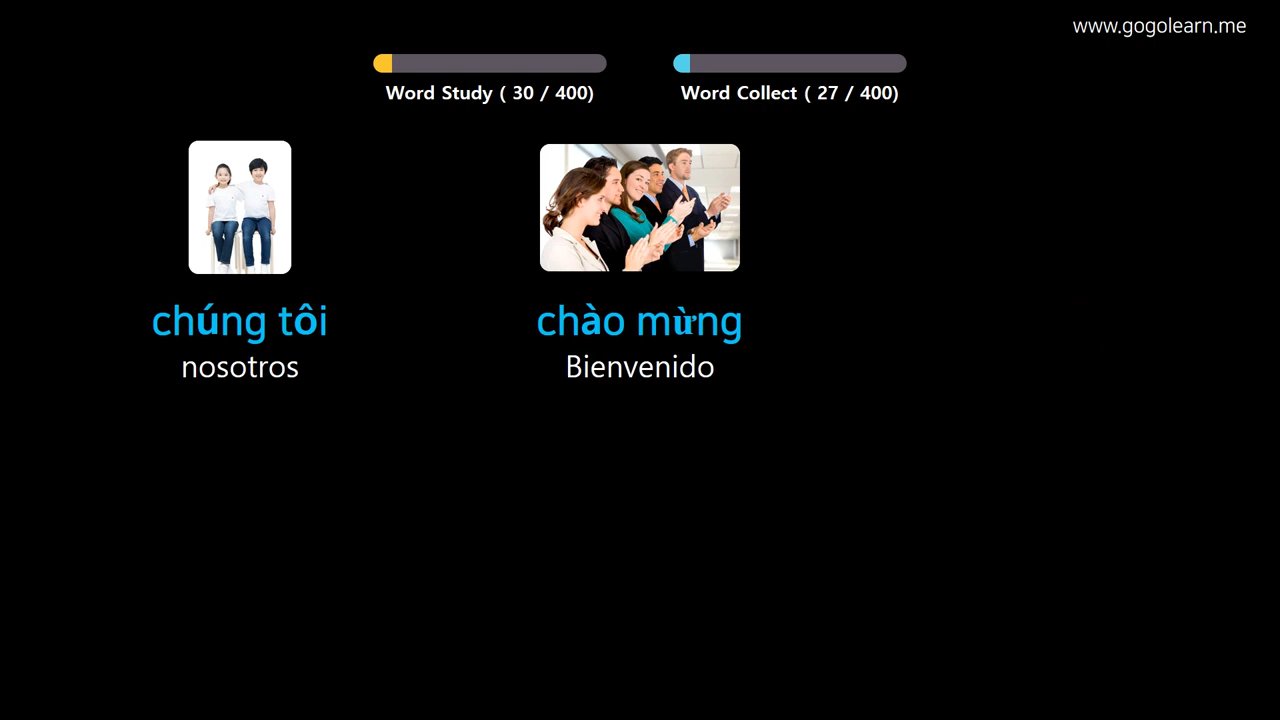 www.gogolearn.me
Word Study ( 30 / 400)
Word Collect ( 27 / 400)
chúng tôi
nosotros
chào mừng
Bienvenido